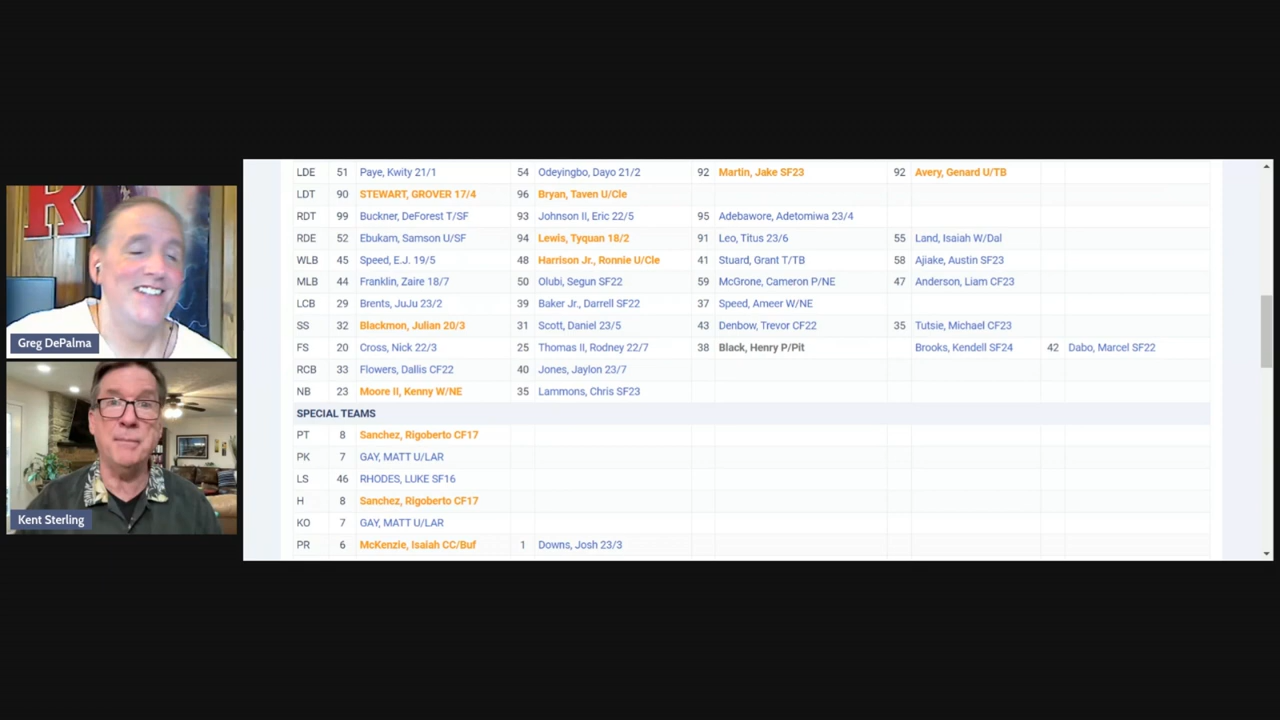 R
Greg DePalma
Kent Sterling
LDE 51 Paye, Kwity 21/1 54 Odeyingbo, Dayo 21/2 92 Martin, Jake SF23 92 Avery, Genard U/TB
LDT 90 STEWART, GROVER 17/4 96 Bryan, Taven U/Cle
RDT 99 Buckner, DeForest T/SF 93 Johnson II, Eric 22/5 95 Adebawore, Adetomiwa 23/4
RDE 52 Ebukam, Samson U/SF 94 Lewis, Tyquan 18/2 91 Leo, Titus 23/6 55 Land, Isaiah W/Dal
WLB 45 Speed, E.J. 19/5 48 Harrison Jr., Ronnie U/Cle 41 Stuard, Grant T/TB 58 Ajiake, Austin SF23
MLB 44 Franklin, Zaire 18/7 50 Olubi, Segun SF22 59 McGrone, Cameron P/NE 47 Anderson, Liam CF23
LCB 29 Brents, JuJu 23/2 39 Baker Jr., Darrell SF22 37 Speed, Ameer W/NE
SS 32 Blackmon, Julian 20/3 31 Scott, Daniel 23/5 43 Denbow, Trevor CF22 35 Tutsie, Michael CF23
FS 20 Cross, Nick 22/3 25 Thomas II, Rodney 22/7 38 Black, Henry P/Pit Brooks, Kendell SF24 42 Dabo, Marcel SF22
RCB 33 Flowers, Dallis CF22 40 Jones, Jaylon 23/7
NB 23 Moore II, Kenny W/NE 35 Lammons, Chris SF23
SPECIAL TEAMS
PT 8 Sanchez, Rigoberto CF17
PK 7 GAY, MATT U/LAR
LS 46 RHODES, LUKE SF16
H 8 Sanchez, Rigoberto CF17
KO 7 GAY, MATT U/LAR
PR 6 McKenzie, Isaiah CC/Buf 1 Downs, Josh 23/3